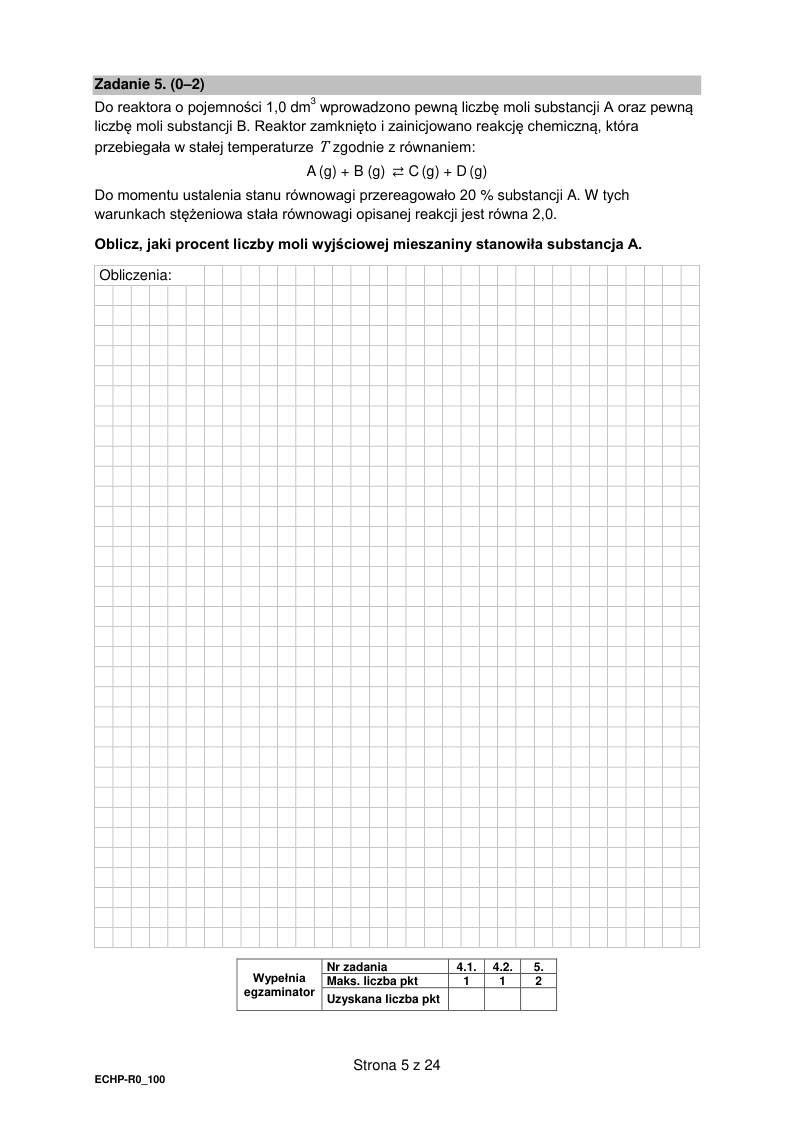 Zadanie 5. (0–2)
Do reaktora o pojemności 1,0 dm³ wprowadzono pewną liczbę moli substancji A oraz pewną
liczbę moli substancji B. Reaktor zamknięto i zainicjowano reakcję chemiczną, która
przebiegała w stałej temperaturze T zgodnie z równaniem:
A (g) + B (g) ⇄ C (g) + D (g)
Do momentu ustalenia stanu równowagi przereagowało 20 % substancji A. W tych
warunkach stężeniowa stała równowagi opisanej reakcji jest równa 2,0.
Oblicz, jaki procent liczby moli wyjściowej mieszaniny stanowiła substancja A.
Obliczenia:
Wypełnia
egzaminator
Nr zadania 4.1. 4.2. 5.
Maks. liczba pkt 1 1 2
Uzyskana liczba pkt
Strona 5 z 24
ECHP-R0_100